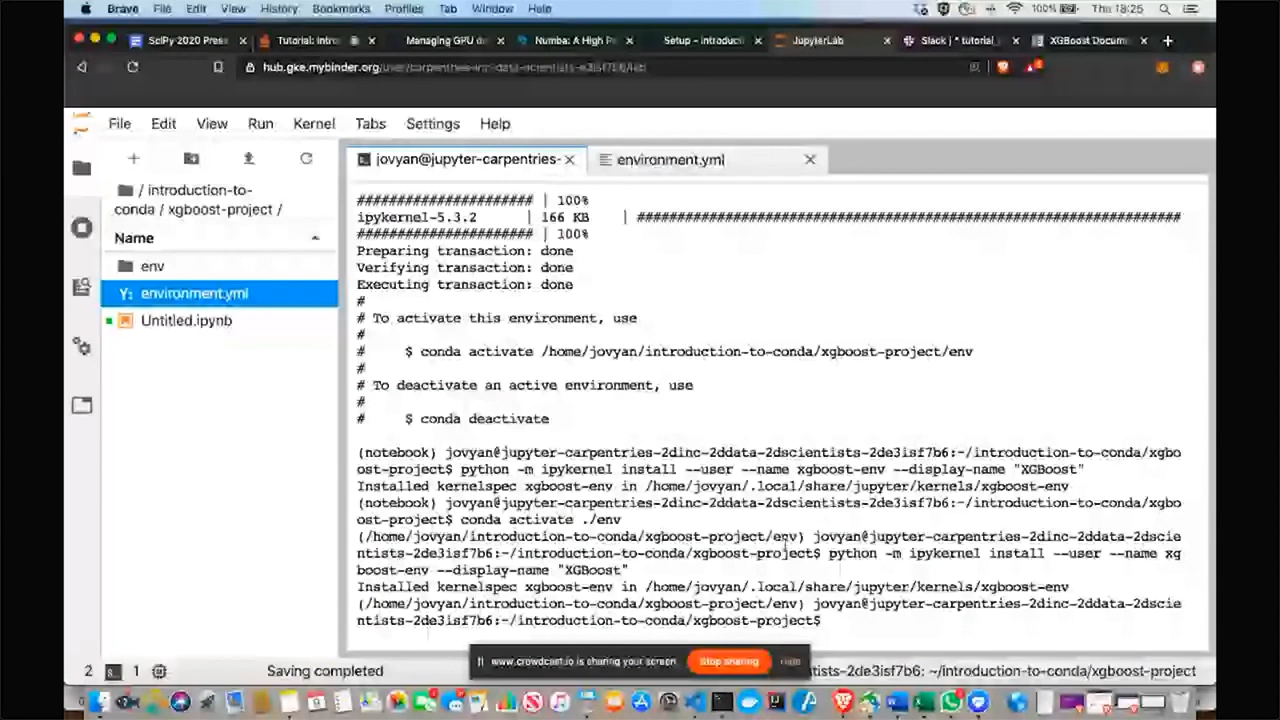 Brave File Edit View History Bookmarks Profiles Tab Window Help 100% Thu 18:25
SciPy 2020 Pres Tutorial: Intro Managing GPU de Numba: A High P Setup – introducti JupyterLab Slack | * tutorial XGBoost Docum
hub.gke.mybinder.org
File Edit View Run Kernel Tabs Settings Help
/ introduction-to-
conda / xgboost-project /
Name
env
environment.yml
Untitled.ipynb
jovyan@jupyter-carpentries- environment.yml
##################### | 100%
ipykernel-5.3.2 | 166 KB | ###################################################################
##################### | 100%
Preparing transaction: done
Verifying transaction: done
Executing transaction: done
#
# To activate this environment, use
#
# $ conda activate /home/jovyan/introduction-to-conda/xgboost-project/env
#
# To deactivate an active environment, use
#
# $ conda deactivate
(notebook) jovyan@jupyter-carpentries-2dinc-2ddata-2dscientists-2de3isf7b6:~/introduction-to-conda/xgbo
ost-project$ python -m ipykernel install --user --name xgboost-env --display-name "XGBoost"
Installed kernelspec xgboost-env in /home/jovyan/.local/share/jupyter/kernels/xgboost-env
(notebook) jovyan@jupyter-carpentries-2dinc-2ddata-2dscientists-2de3isf7b6:~/introduction-to-conda/xgbo
ost-project$ conda activate ./env
(/home/jovyan/introduction-to-conda/xgboost-project/env) jovyan@jupyter-carpentries-2dinc-2ddata-2dscie
ntists-2de3isf7b6:~/introduction-to-conda/xgboost-project$ python -m ipykernel install --user --name xg
boost-env --display-name "XGBoost"
Installed kernelspec xgboost-env in /home/jovyan/.local/share/jupyter/kernels/xgboost-env
(/home/jovyan/introduction-to-conda/xgboost-project/env) jovyan@jupyter-carpentries-2dinc-2ddata-2dscie
ntists-2de3isf7b6:~/introduction-to-conda/xgboost-project$
www.crowdcast.io is sharing your screen Stop sharing Hide
2 1 Saving completed ntists-2de3isf7b6: ~/introduction-to-conda/xgboost-project